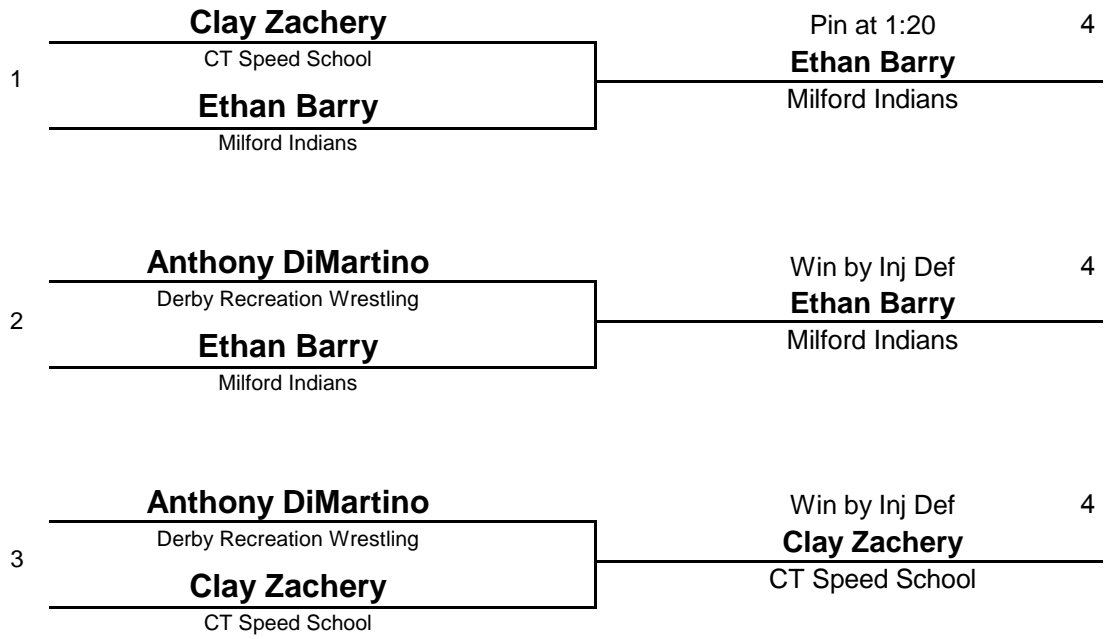 Clay Zachery
CT Speed School
1
Ethan Barry
Milford Indians
Pin at 1:20 4
Ethan Barry
Milford Indians
Anthony DiMartino
Derby Recreation Wrestling
2
Ethan Barry
Milford Indians
Win by Inj Def 4
Ethan Barry
Milford Indians
Anthony DiMartino
Derby Recreation Wrestling
3
Clay Zachery
CT Speed School
Win by Inj Def 4
Clay Zachery
CT Speed School